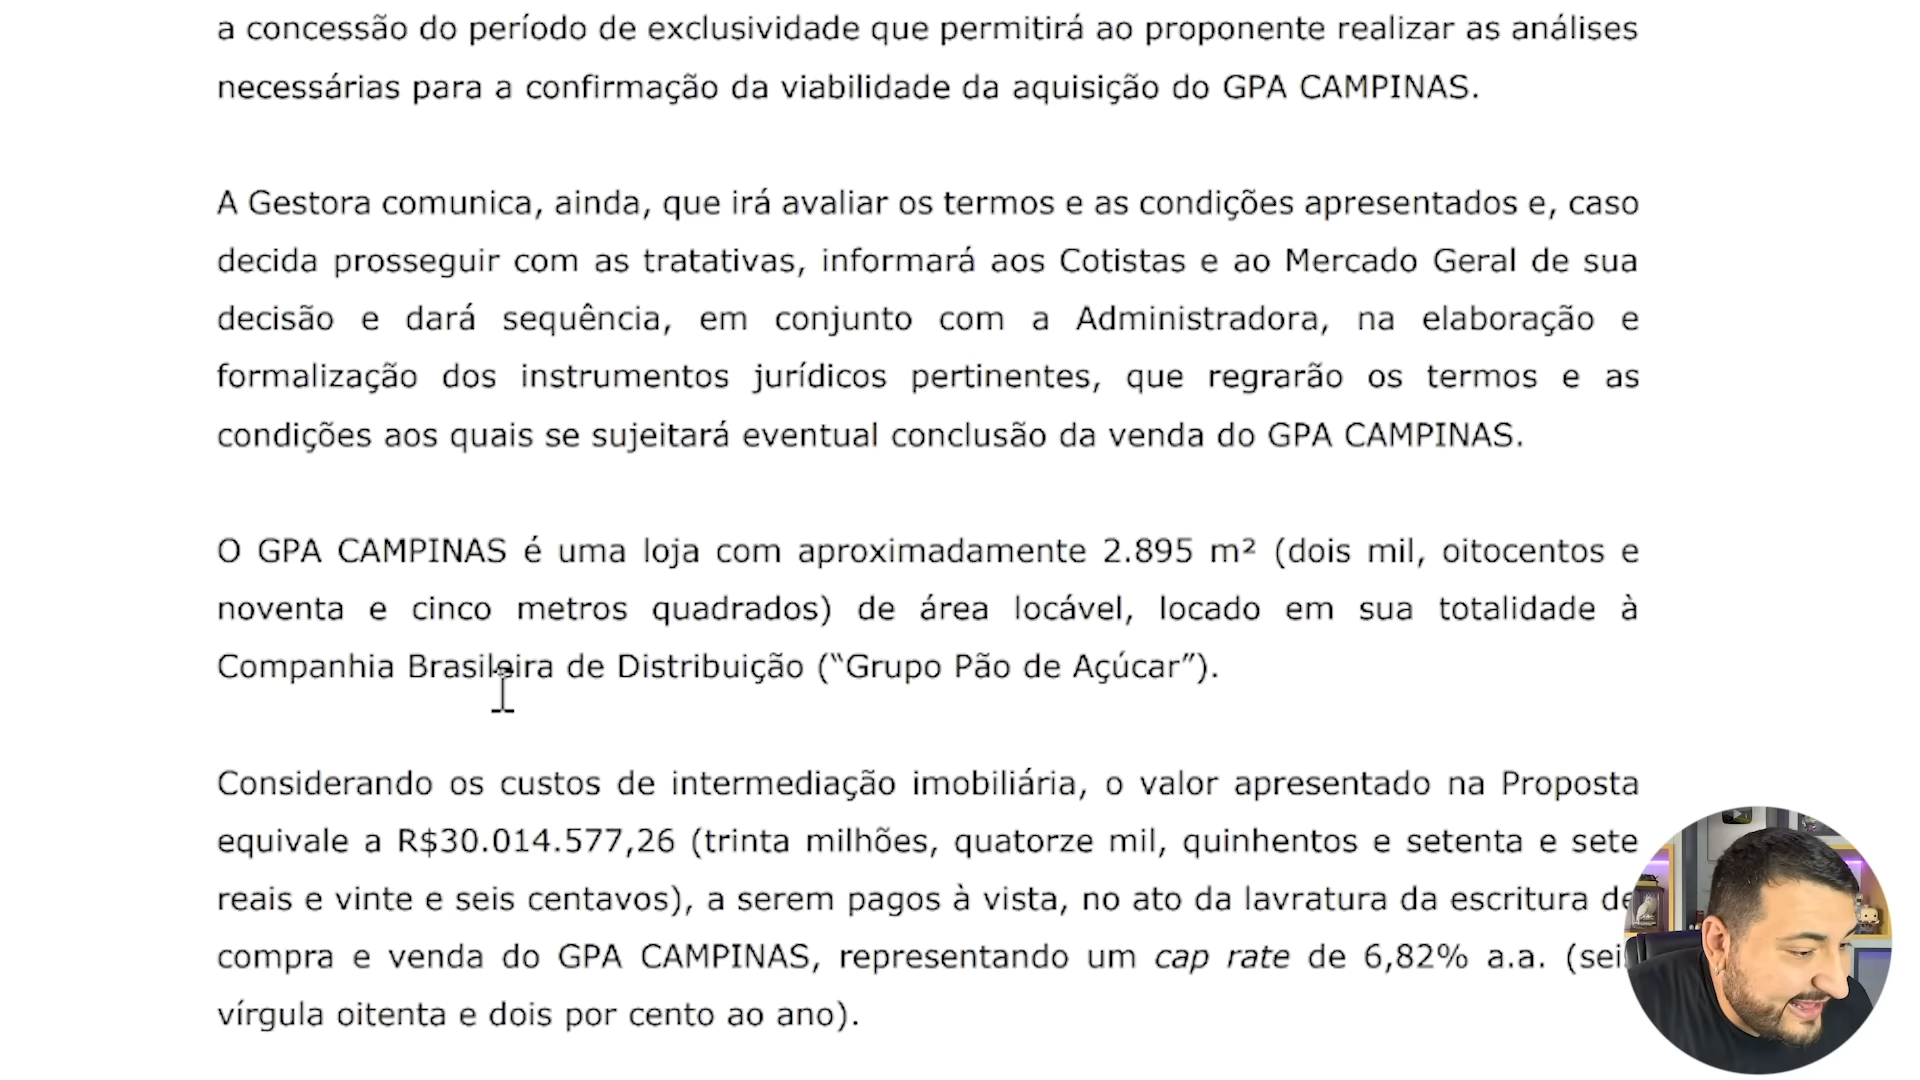 a concessão do período de exclusividade que permitirá ao proponente realizar as análises
necessárias para a confirmação da viabilidade da aquisição do GPA CAMPINAS.
A Gestora comunica, ainda, que irá avaliar os termos e as condições apresentados e, caso
decida prosseguir com as tratativas, informará aos Cotistas e ao Mercado Geral de sua
decisão e dará sequência, em conjunto com a Administradora, na elaboração e
formalização dos instrumentos jurídicos pertinentes, que regrarão os termos e as
condições aos quais se sujeitará eventual conclusão da venda do GPA CAMPINAS.
O GPA CAMPINAS é uma loja com aproximadamente 2.895 m² (dois mil, oitocentos e
noventa e cinco metros quadrados) de área locável, locado em sua totalidade à
Companhia Brasileira de Distribuição (“Grupo Pão de Açúcar”).
Considerando os custos de intermediação imobiliária, o valor apresentado na Proposta
equivale a R$30.014.577,26 (trinta milhões, quatorze mil, quinhentos e setenta e sete
reais e vinte e seis centavos), a serem pagos à vista, no ato da lavratura da escritura de
compra e venda do GPA CAMPINAS, representando um cap rate de 6,82% a.a. (seis
vírgula oitenta e dois por cento ao ano).